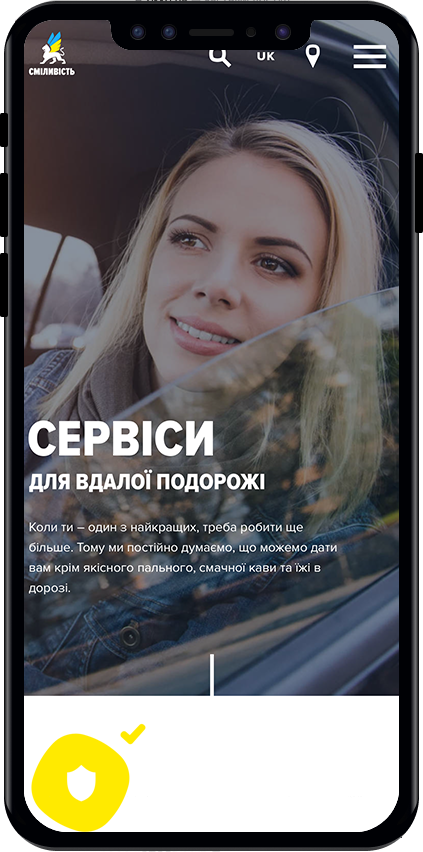 СМІЛИВІСТЬ
UK
СЕРВІСИ
ДЛЯ ВДАЛОЇ ПОДОРОЖІ
Коли ти – один з найкращих, треба робити ще
більше. Тому ми постійно думаємо, що можемо дати
вам крім якісного пального, смачної кави та їжі в
дорозі.